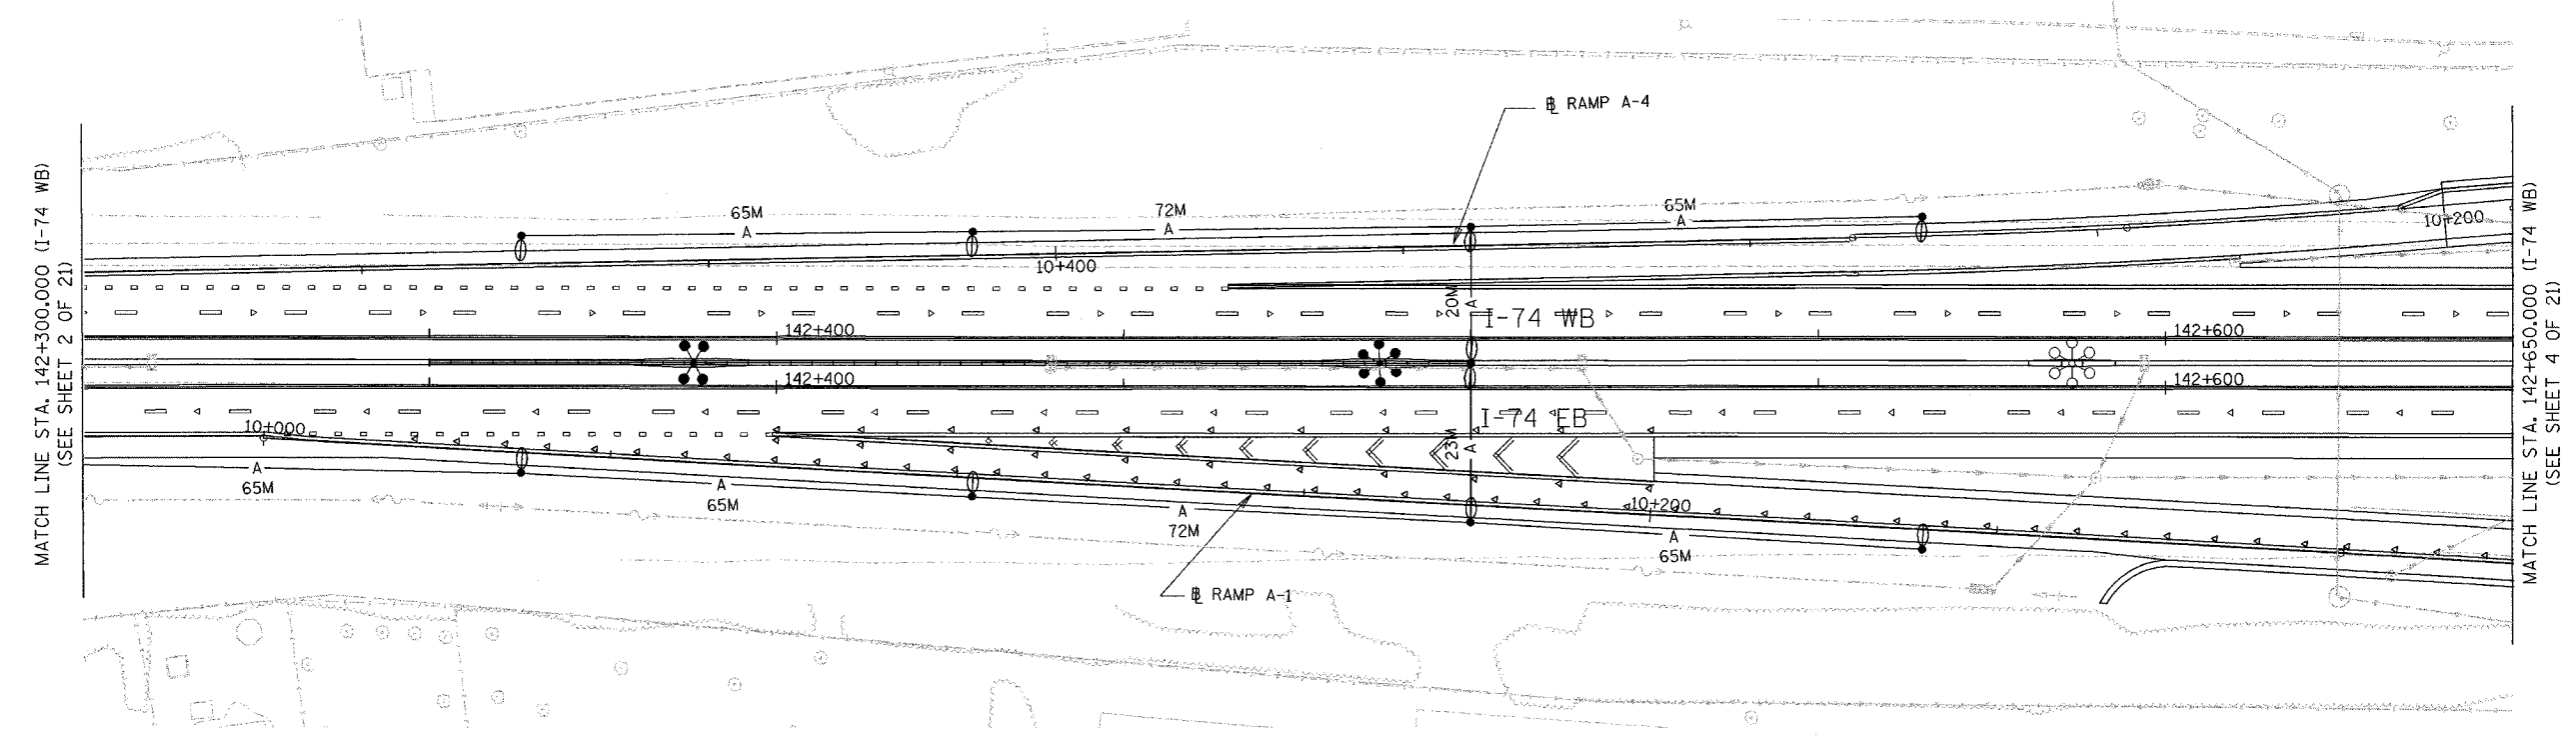 MATCH LINE STA. 142+300.000 (I-74 WB)
(SEE SHEET 2 OF 21)
℄ RAMP A-4
65M
A
72M
A
65M
A
10+200
10+400
20M
A
I-74 WB
142+400
142+600
142+400
142+600
10+000
I-74 EB
23M
A
A
65M
A
65M
A
72M
10+200
A
65M
℄ RAMP A-1
MATCH LINE STA. 142+650.000 (I-74 WB)
(SEE SHEET 4 OF 21)